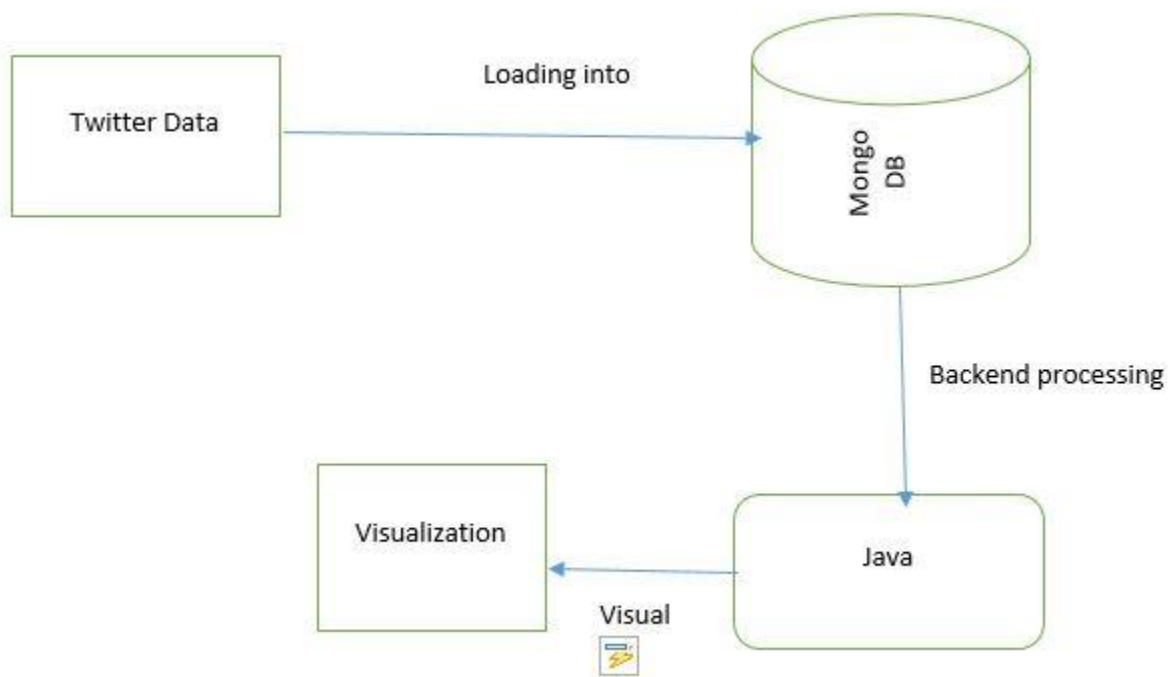 Twitter Data
Loading into
Mongo
DB
Backend processing
Java
Visual
Visualization